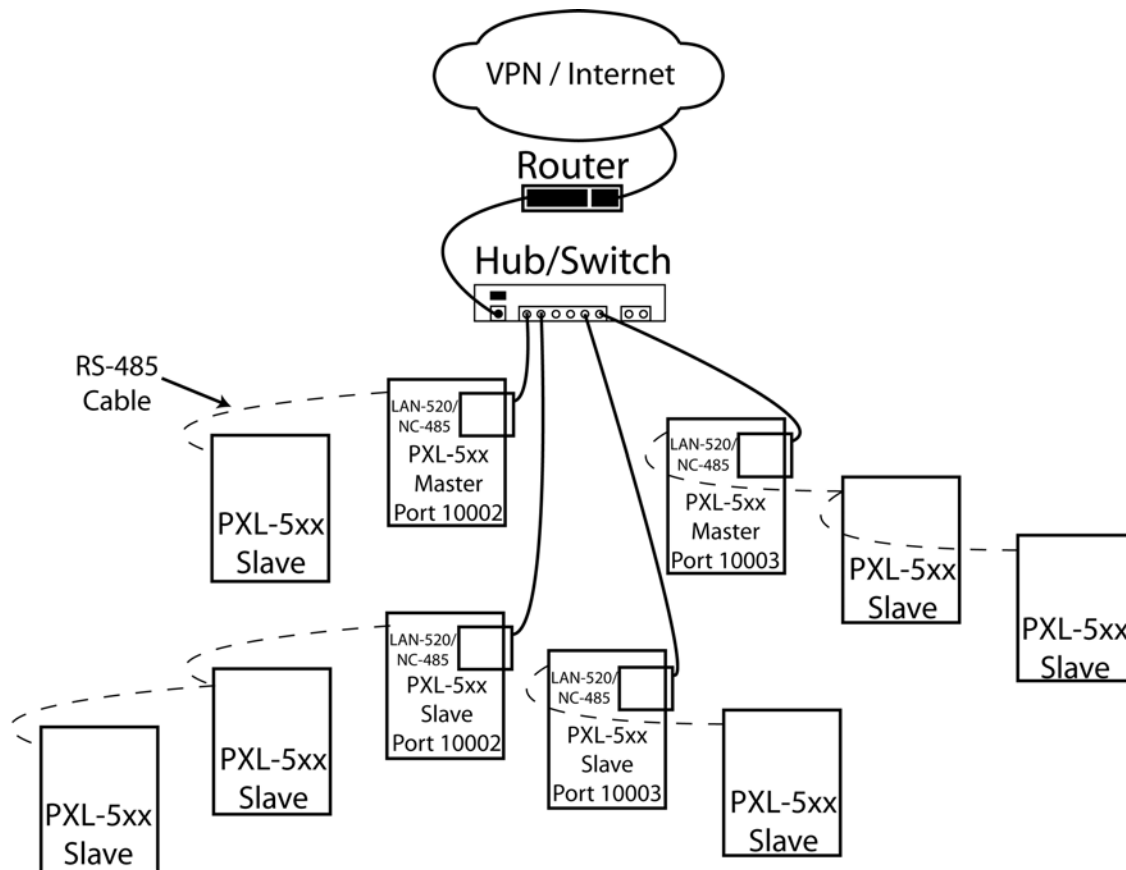 VPN / Internet
Router
Hub/Switch
RS-485
Cable
LAN-520/
NC-485
PXL-5xx
Master
Port 10002
PXL-5xx
Slave
LAN-520/
NC-485
PXL-5xx
Master
Port 10003
PXL-5xx
Slave
PXL-5xx
Slave
LAN-520/
NC-485
PXL-5xx
Slave
Port 10002
PXL-5xx
Slave
PXL-5xx
Slave
LAN-520/
NC-485
PXL-5xx
Slave
Port 10003
PXL-5xx
Slave